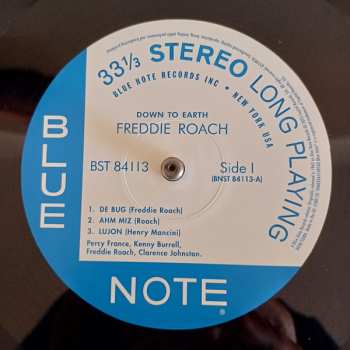 33⅓ STEREO LONG PLAYING
BLUE NOTE RECORDS INC • NEW YORK USA
DOWN TO EARTH
FREDDIE ROACH
BST 84113
Side 1
(BNST 84113-A)
1. DE BUG (Freddie Roach)
2. AHM MIZ (Roach)
3. LUJON (Henry Mancini)
Percy France, Kenny Burrell,
Freddie Roach, Clarence Johnston.
BLUE
NOTE®